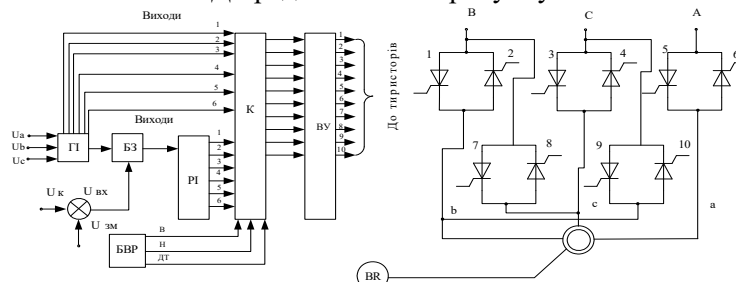 Виходи
1
2
3
4
5
6
Виходи
Ua
Ub
Uc
ГІ
БЗ
РІ
1
2
3
4
5
6
К
ВУ
1
2
3
4
5
6
7
8
9
10
До тиристорів
U к
U вх
U зм
БВР
В
Н
ДТ
В
С
А
1
2
3
4
5
6
7
8
9
10
b
c
a
BR